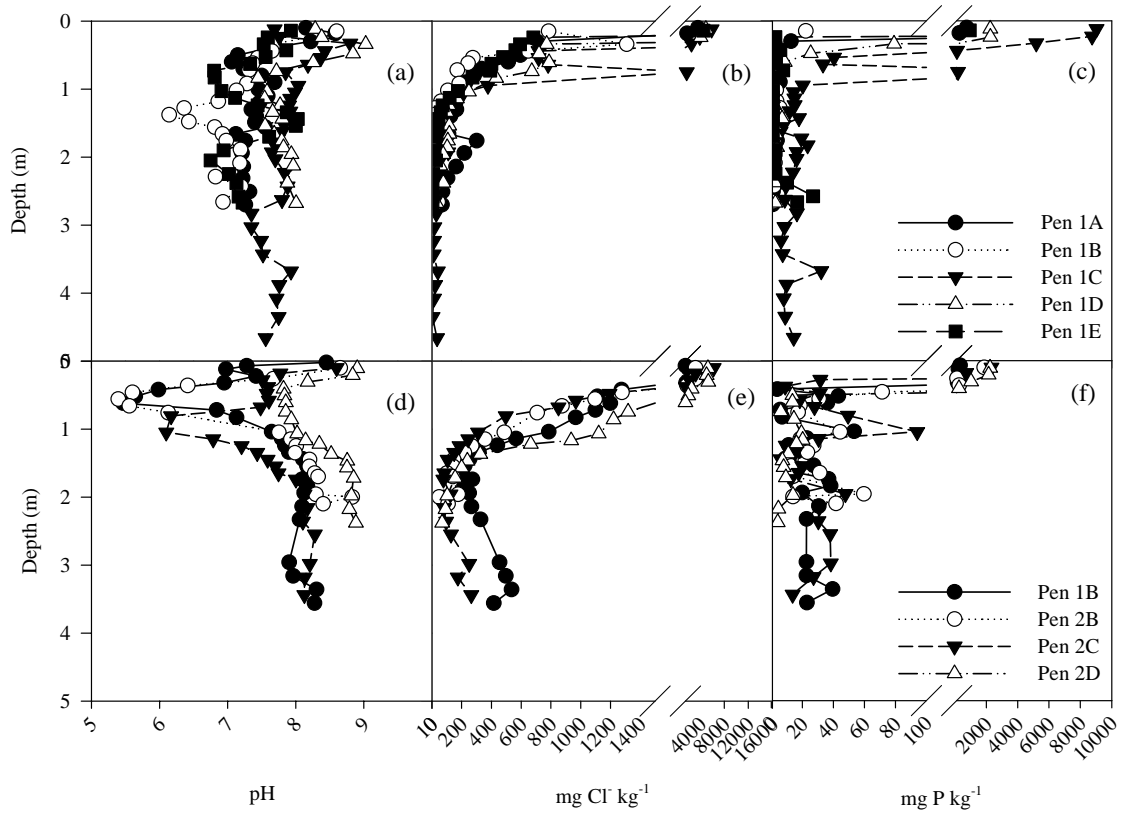 0
1
2
3
4
5
Depth (m)
(a)
(b)
(c)
Pen 1A
Pen 1B
Pen 1C
Pen 1D
Pen 1E
0
1
2
3
4
5
Depth (m)
(d)
(e)
(f)
Pen 1B
Pen 2B
Pen 2C
Pen 2D
5 6 7 8 9 10
0 200 400 600 800 1000 1200 1400 4000 8000 12000 16000
0 20 40 60 80 100 2000 4000 6000 8000 10000
pH
mg Cl⁻ kg⁻¹
mg P kg⁻¹